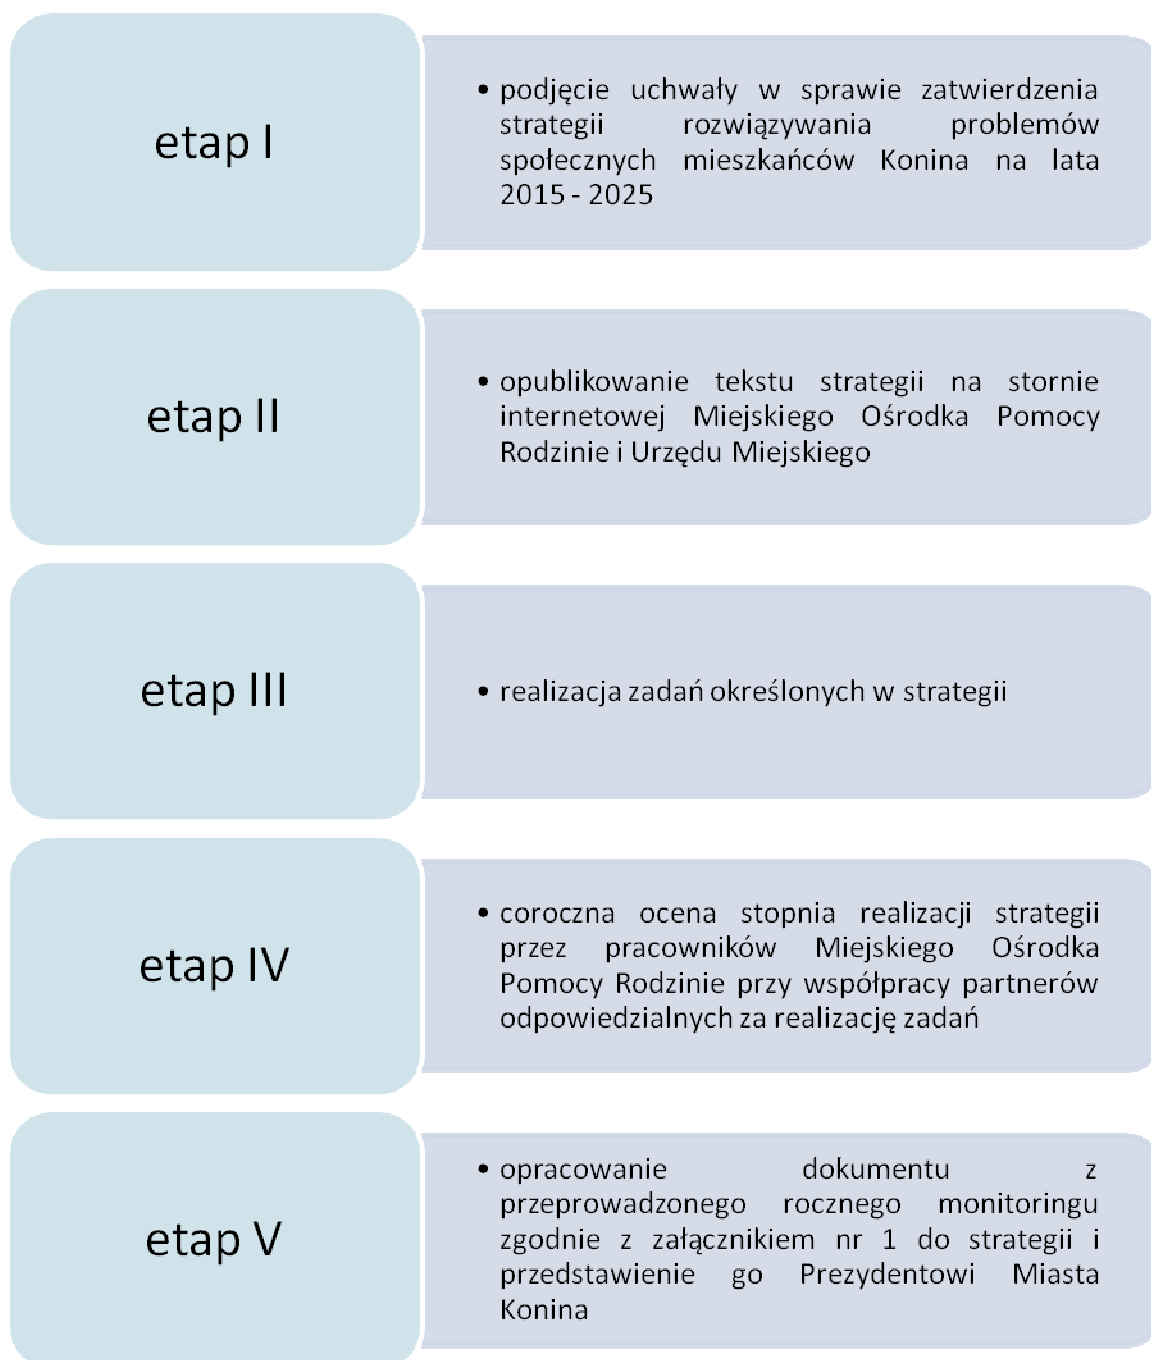 etap I
• podjęcie uchwały w sprawie zatwierdzenia
strategii rozwiązywania problemów
społecznych mieszkańców Konina na lata
2015 - 2025
etap II
• opublikowanie tekstu strategii na stornie
internetowej Miejskiego Ośrodka Pomocy
Rodzinie i Urzędu Miejskiego
etap III
• realizacja zadań określonych w strategii
etap IV
• coroczna ocena stopnia realizacji strategii
przez pracowników Miejskiego Ośrodka
Pomocy Rodzinie przy współpracy partnerów
odpowiedzialnych za realizację zadań
etap V
• opracowanie dokumentu z
przeprowadzonego rocznego monitoringu
zgodnie z załącznikiem nr 1 do strategii i
przedstawienie go Prezydentowi Miasta
Konina